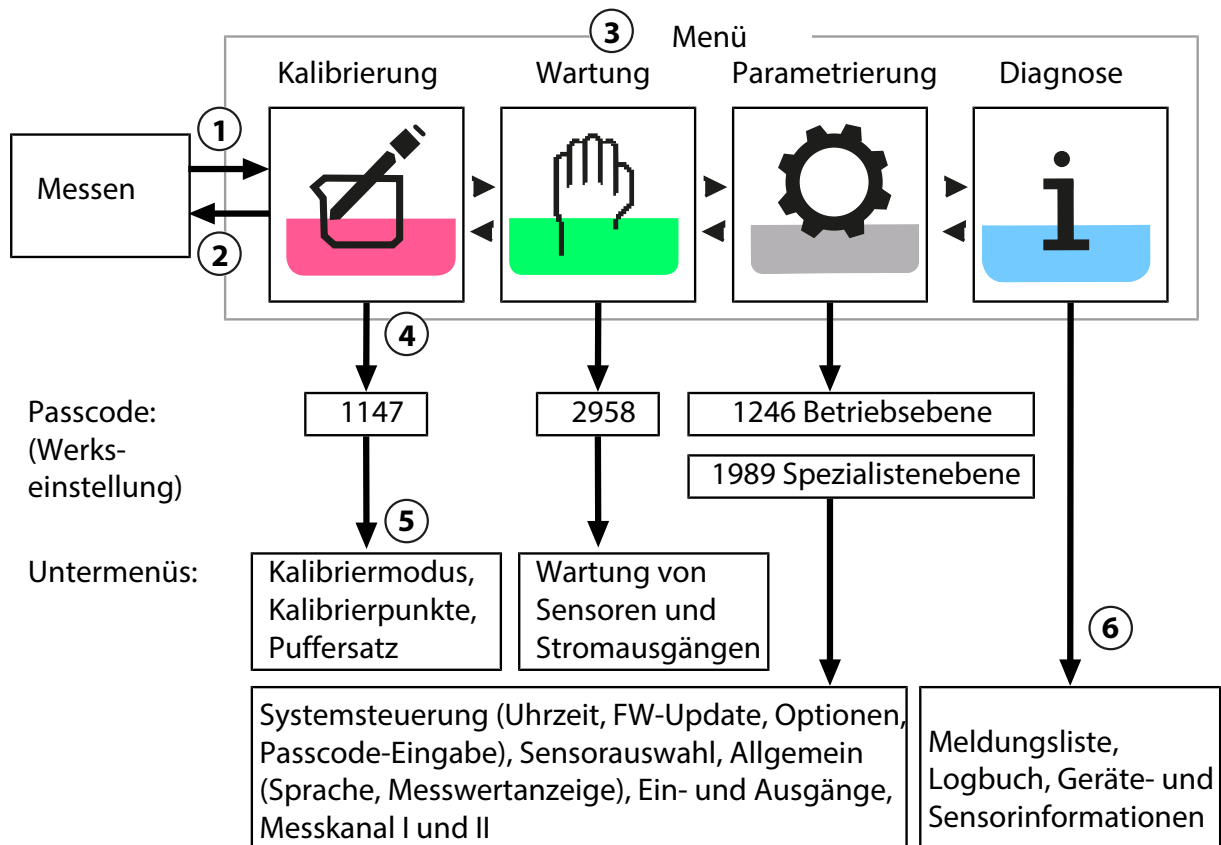 3 Menü
Kalibrierung Wartung Parametrierung Diagnose
1
Messen
2
4
Passcode:
(Werks-
einstellung)
1147
2958
1246 Betriebsebene
1989 Spezialistenebene
5
Untermenüs:
Kalibriermodus,
Kalibrierpunkte,
Puffersatz
Wartung von
Sensoren und
Stromausgängen
6
Systemsteuerung (Uhrzeit, FW-Update, Optionen,
Passcode-Eingabe), Sensorauswahl, Allgemein
(Sprache, Messwertanzeige), Ein- und Ausgänge,
Messkanal I und II
Meldungsliste,
Logbuch, Geräte- und
Sensorinformationen